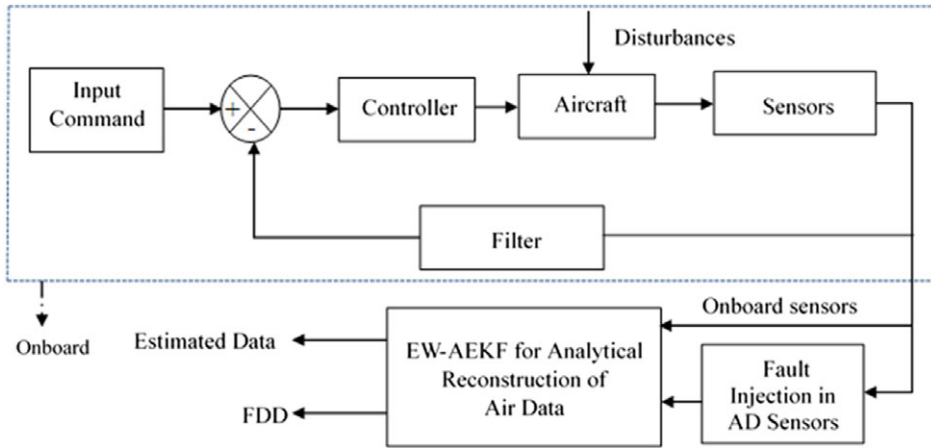 Disturbances
Input
Command
+
-
Controller
Aircraft
Sensors
Filter
Onboard
Onboard sensors
Estimated Data
FDD
EW-AEKF for Analytical
Reconstruction of
Air Data
Fault
Injection in
AD Sensors